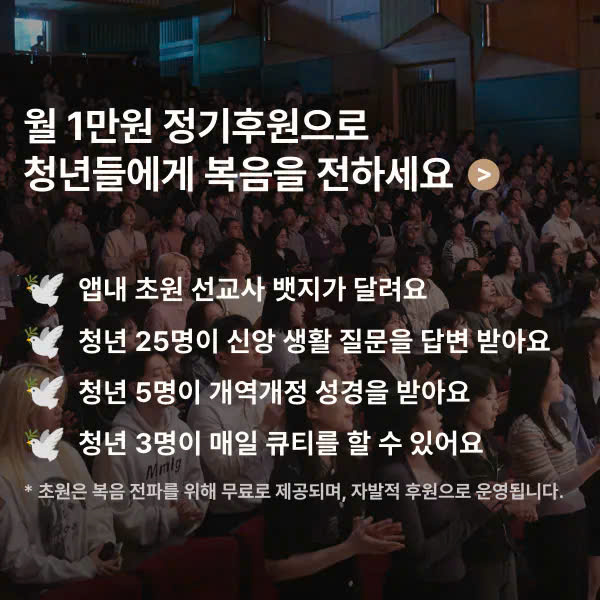 월 1만원 정기후원으로
청년들에게 복음을 전하세요 >
앱내 초원 선교사 뱃지가 달려요
청년 25명이 신앙 생활 질문을 답변 받아요
청년 5명이 개역개정 성경을 받아요
청년 3명이 매일 큐티를 할 수 있어요
* 초원은 복음 전파를 위해 무료로 제공되며, 자발적 후원으로 운영됩니다.